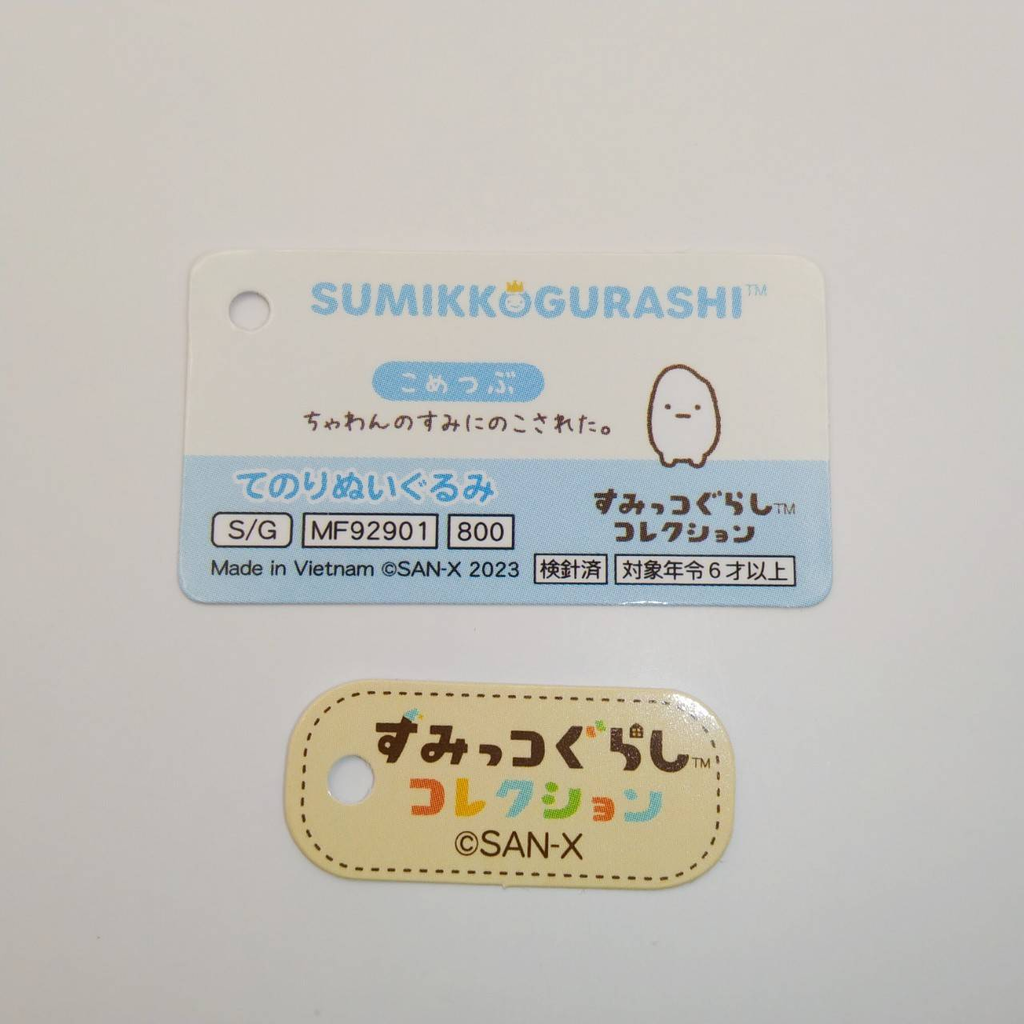 SUMIKKOGURASHI™
こめつぶ
ちゃわんのすみにのこされた。
てのりぬいぐるみ
すみっコぐらし™
コレクション
S/G MF92901 800
Made in Vietnam ©SAN-X 2023 検針済 対象年令6才以上
すみっコぐらし™
コレクション
©SAN-X